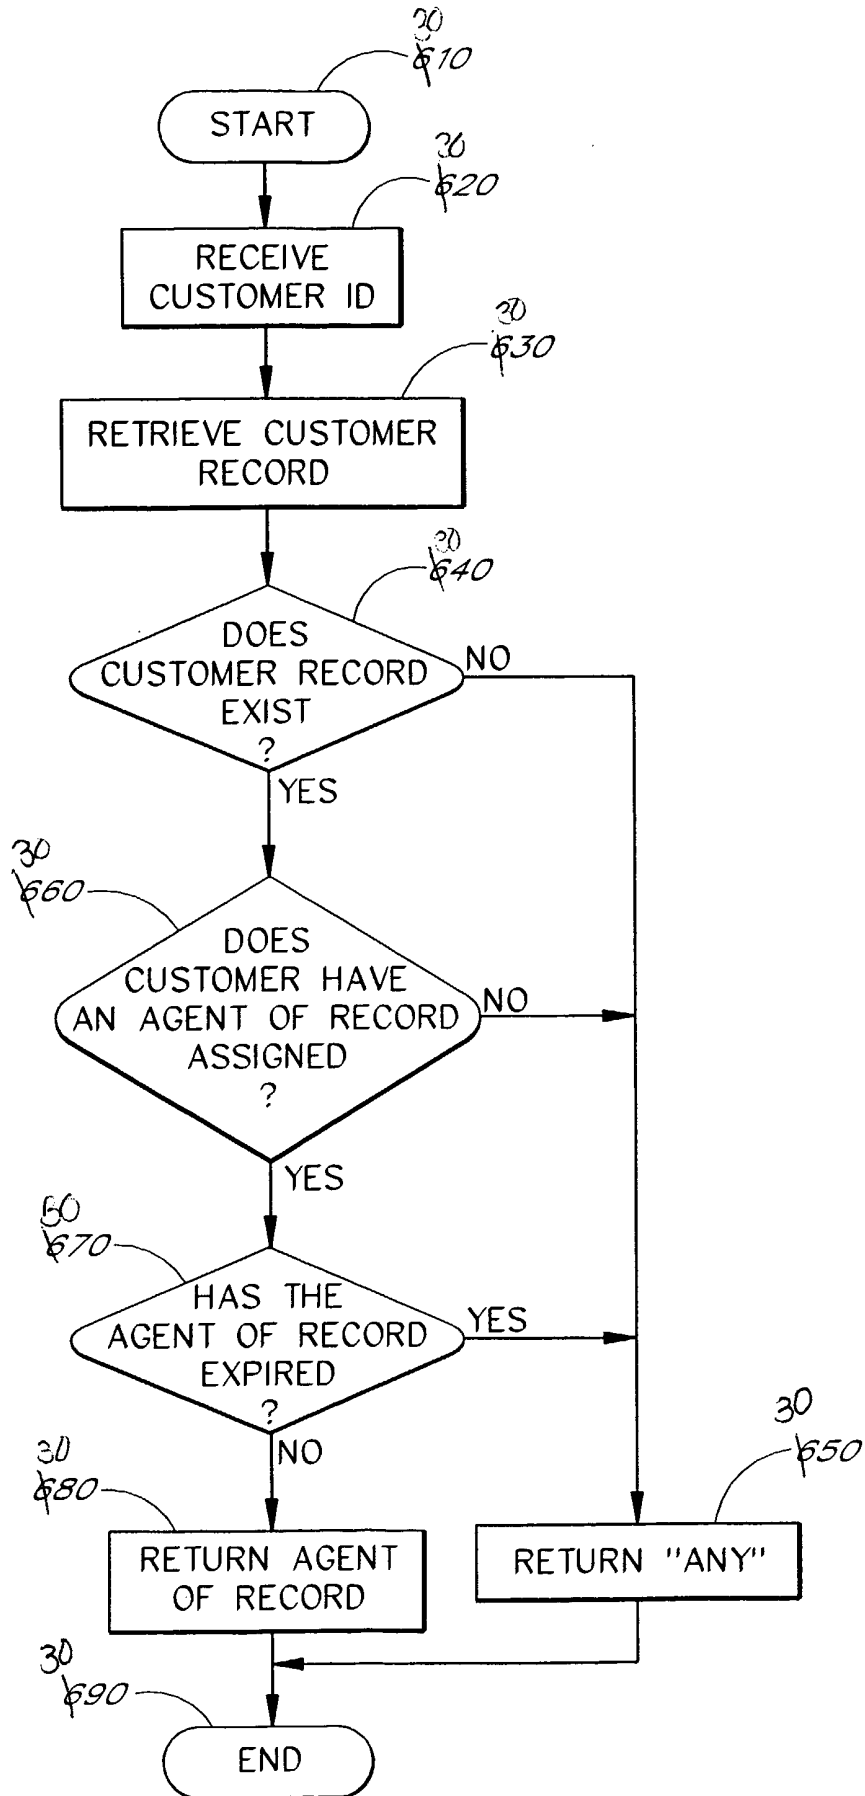 30
610
START
30
620
RECEIVE
CUSTOMER ID
30
630
RETRIEVE CUSTOMER
RECORD
30
640
DOES
CUSTOMER RECORD
EXIST
?
NO
YES
30
660
DOES
CUSTOMER HAVE
AN AGENT OF RECORD
ASSIGNED
?
NO
YES
30
670
HAS THE
AGENT OF RECORD
EXPIRED
?
YES
NO
30
680
RETURN AGENT
OF RECORD
30
650
RETURN "ANY"
30
690
END